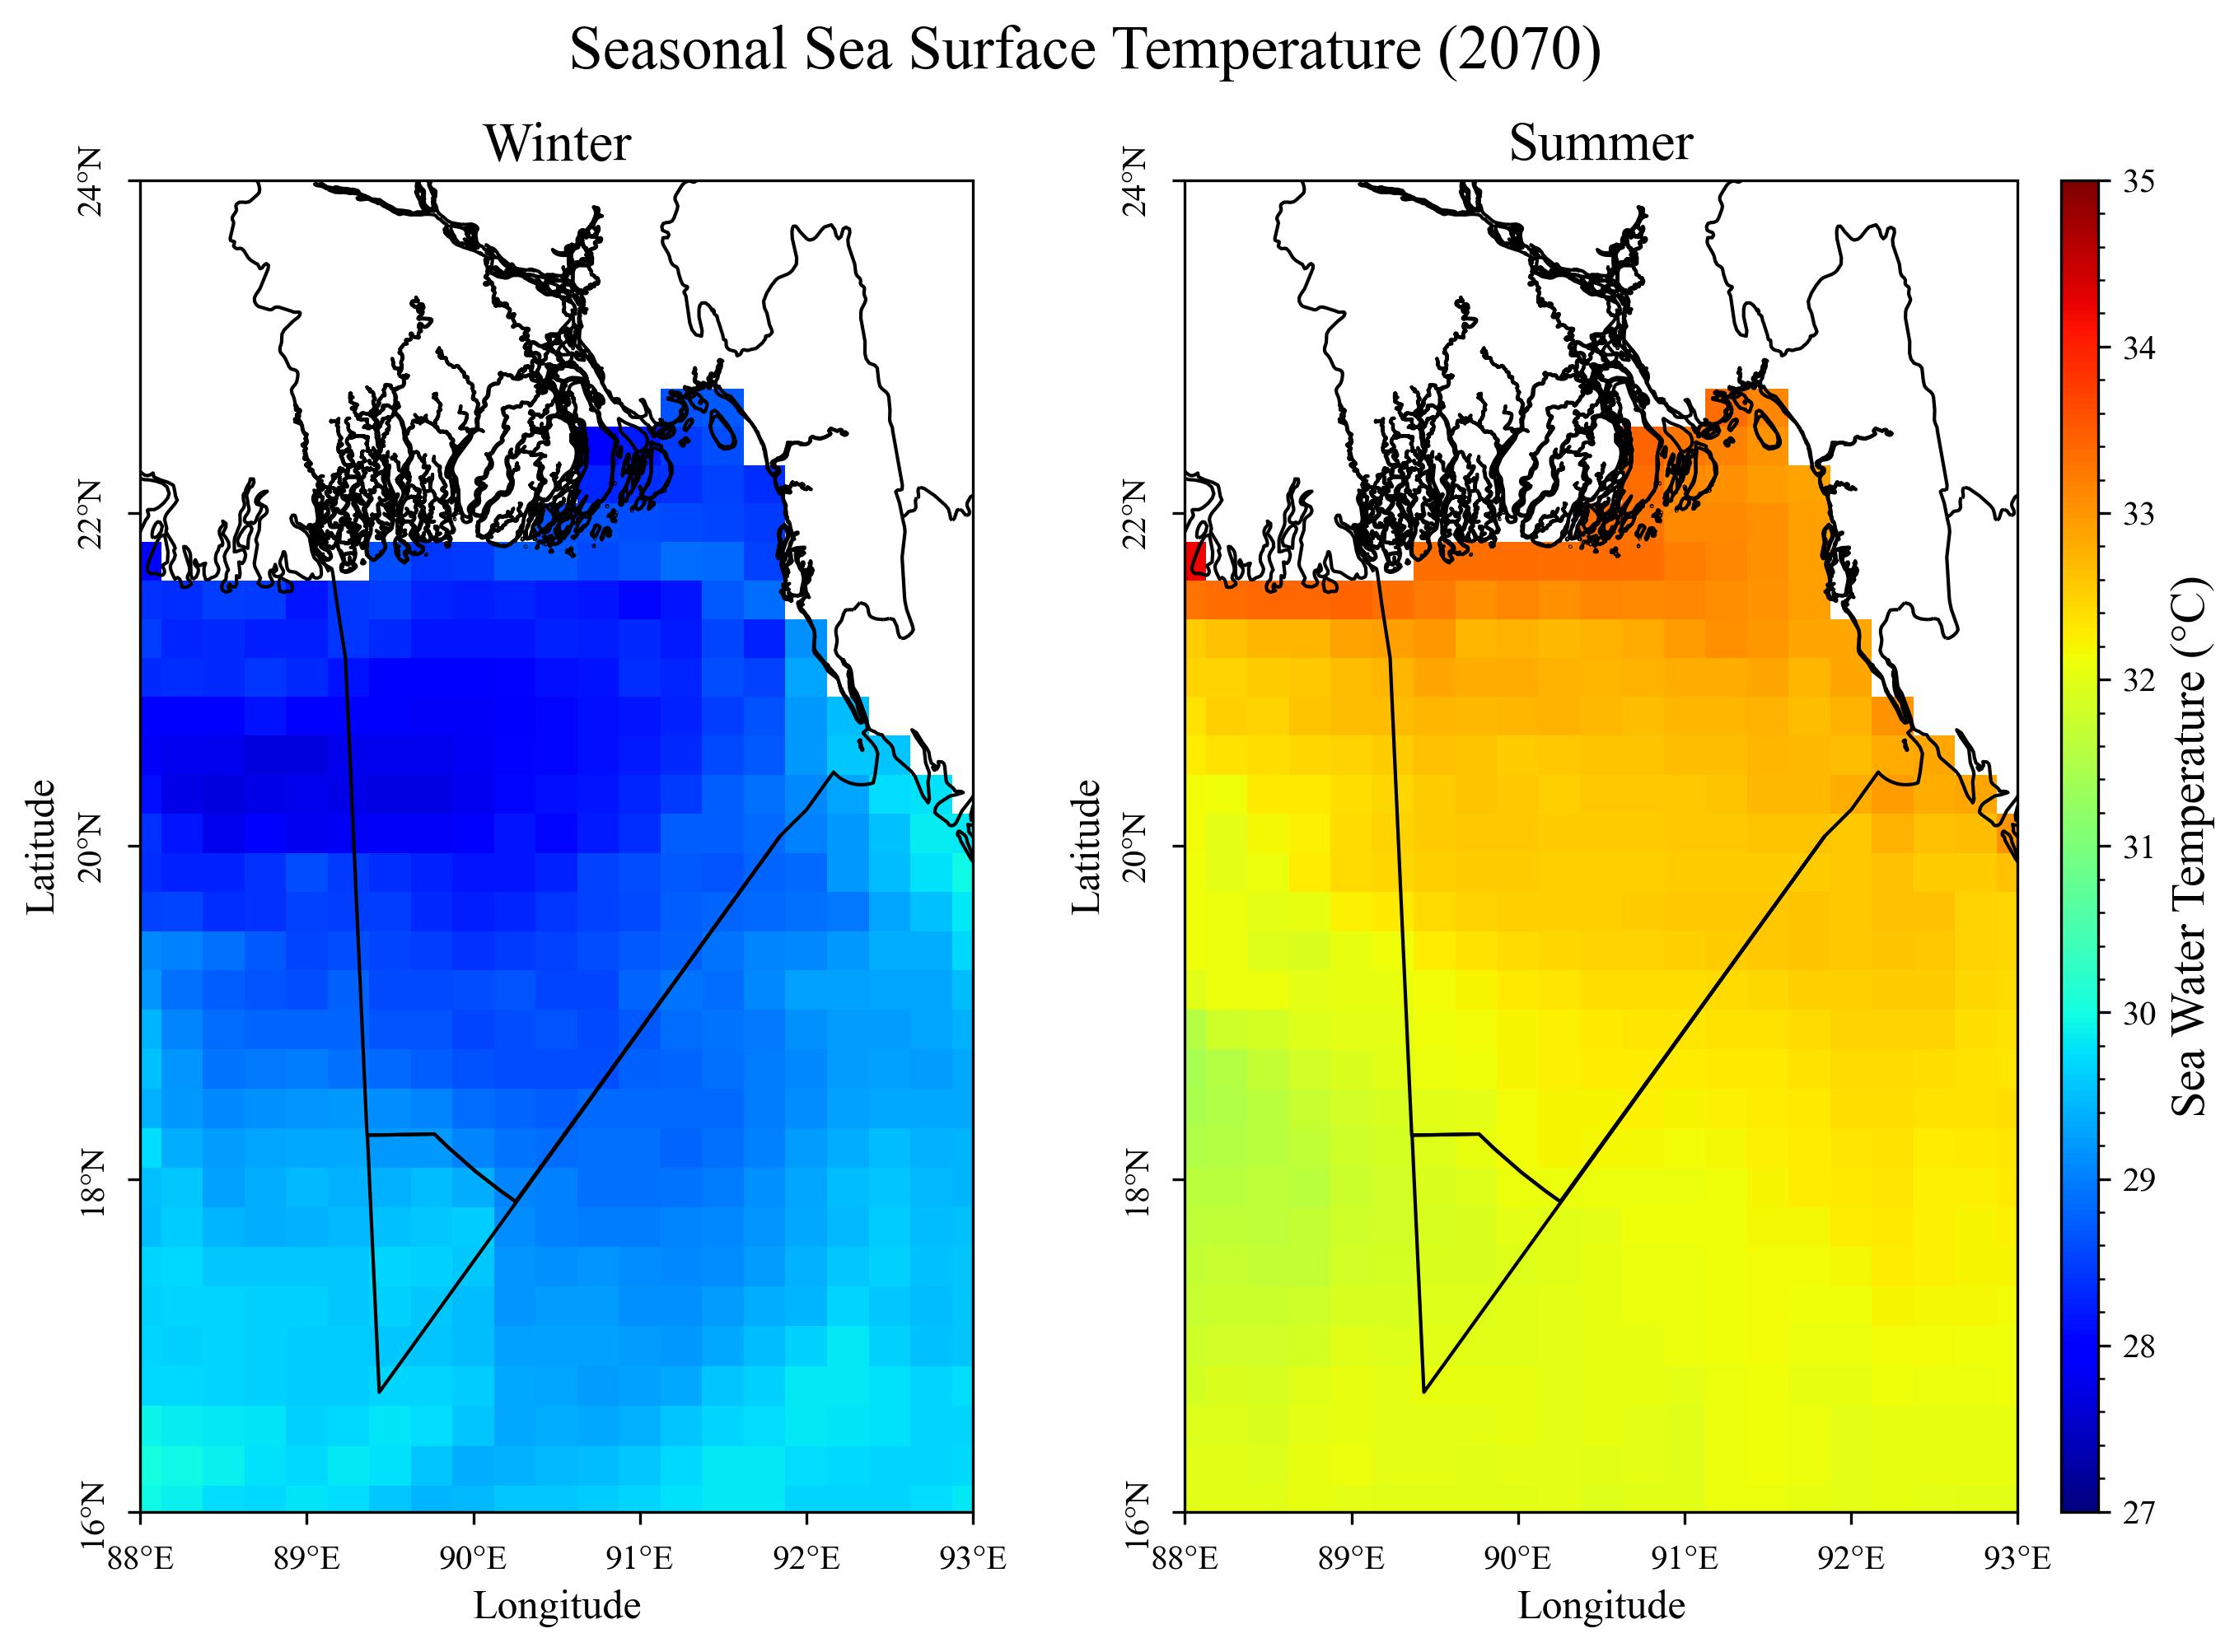 Seasonal Sea Surface Temperature (2070)
Winter
Summer
24°N
22°N
20°N
18°N
16°N
Latitude
88°E
89°E
90°E
91°E
92°E
93°E
Longitude
24°N
22°N
20°N
18°N
16°N
Latitude
88°E
89°E
90°E
91°E
92°E
93°E
Longitude
35
34
33
32
31
30
29
28
27
Sea Water Temperature (°C)